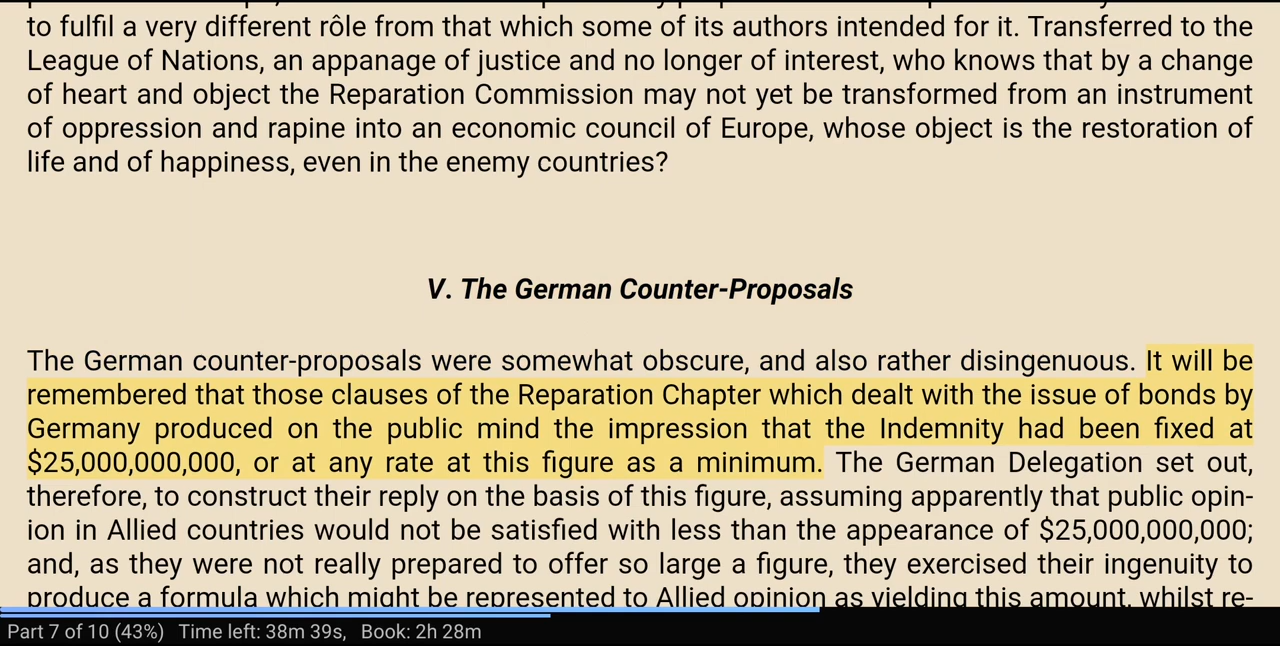 to fulfil a very different rôle from that which some of its authors intended for it. Transferred to the
League of Nations, an appanage of justice and no longer of interest, who knows that by a change
of heart and object the Reparation Commission may not yet be transformed from an instrument
of oppression and rapine into an economic council of Europe, whose object is the restoration of
life and of happiness, even in the enemy countries?
V. The German Counter-Proposals
The German counter-proposals were somewhat obscure, and also rather disingenuous. It will be
remembered that those clauses of the Reparation Chapter which dealt with the issue of bonds by
Germany produced on the public mind the impression that the Indemnity had been fixed at
$25,000,000,000, or at any rate at this figure as a minimum. The German Delegation set out,
therefore, to construct their reply on the basis of this figure, assuming apparently that public opin-
ion in Allied countries would not be satisfied with less than the appearance of $25,000,000,000;
and, as they were not really prepared to offer so large a figure, they exercised their ingenuity to
produce a formula which might be represented to Allied opinion as yielding this amount, whilst re-
Part 7 of 10 (43%) Time left: 38m 39s, Book: 2h 28m